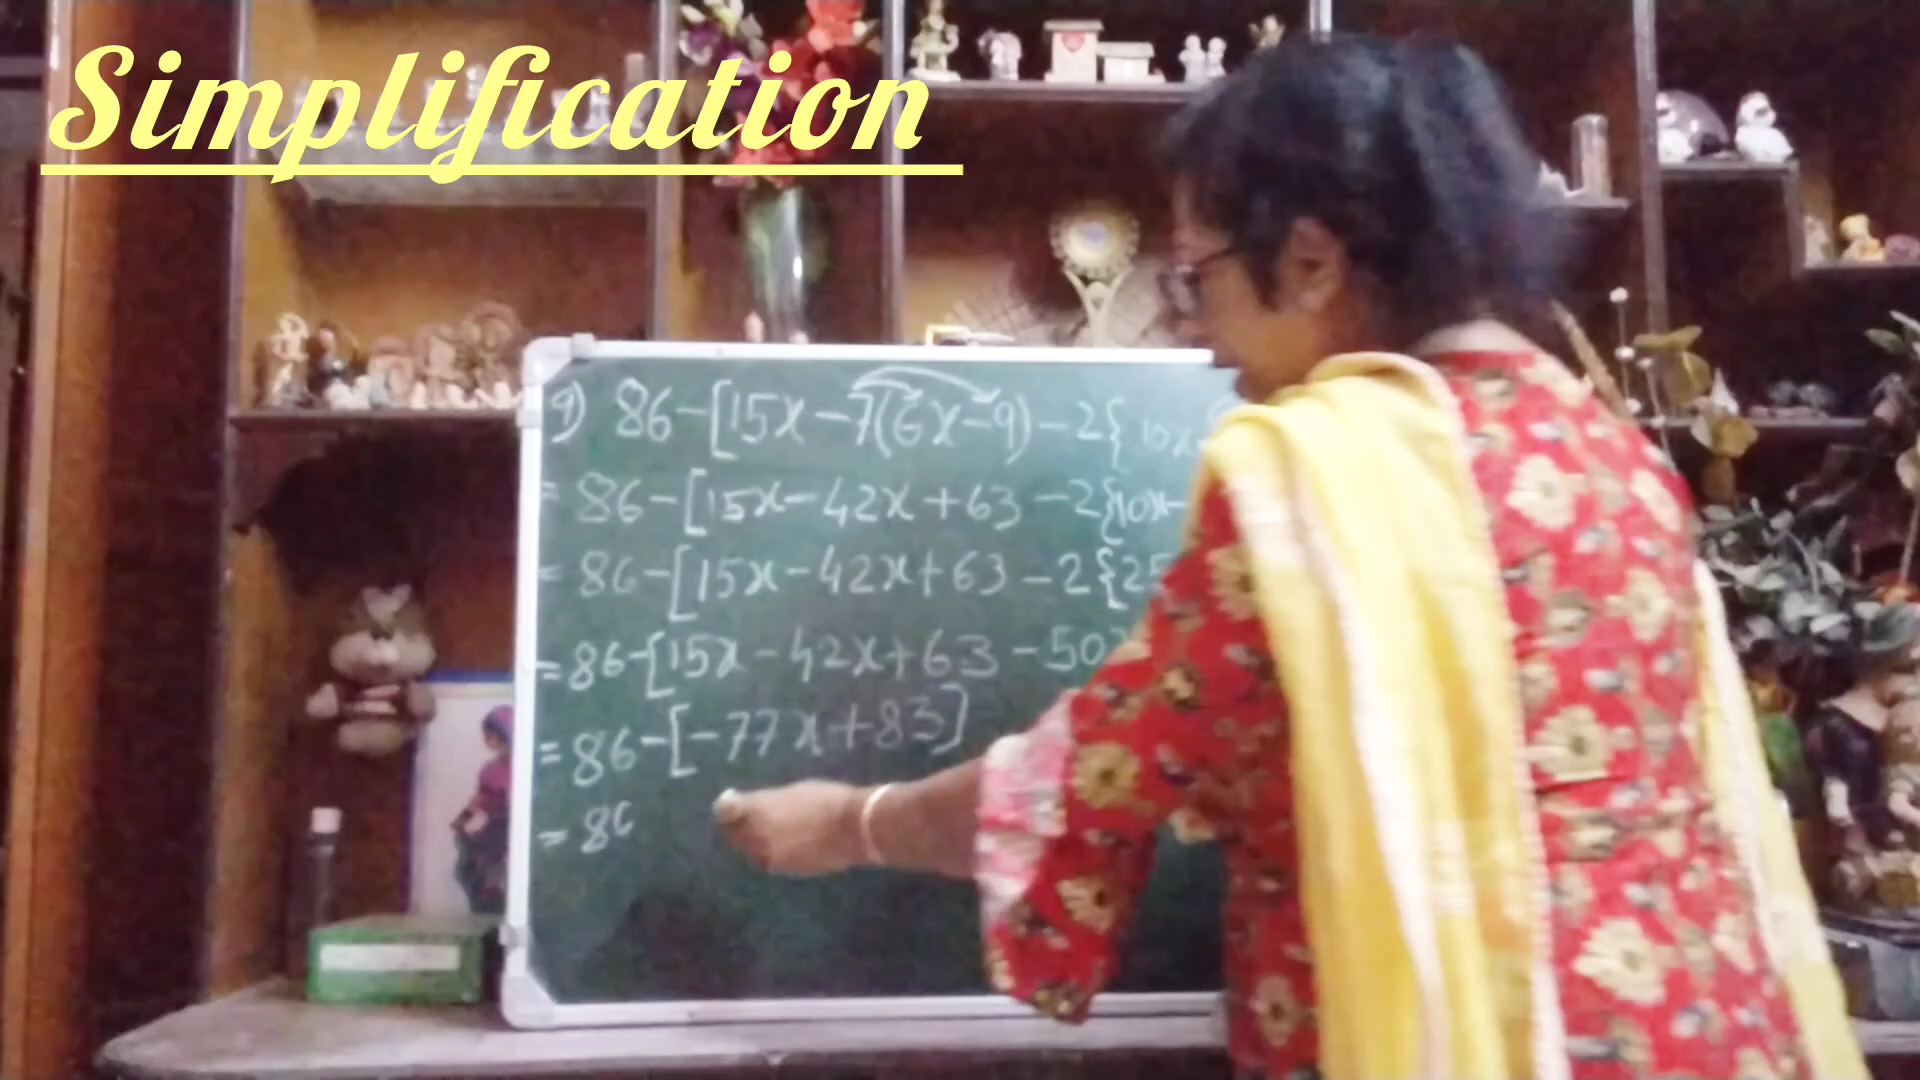 Simplification
9) 86-[15x-7(6x-9)-2{10x
= 86-[15x-42x+63-2{10x-
= 86-[15x-42x+63-2{25
= 86-[15x-42x+63-50x
= 86-[-77x+83]
= 86